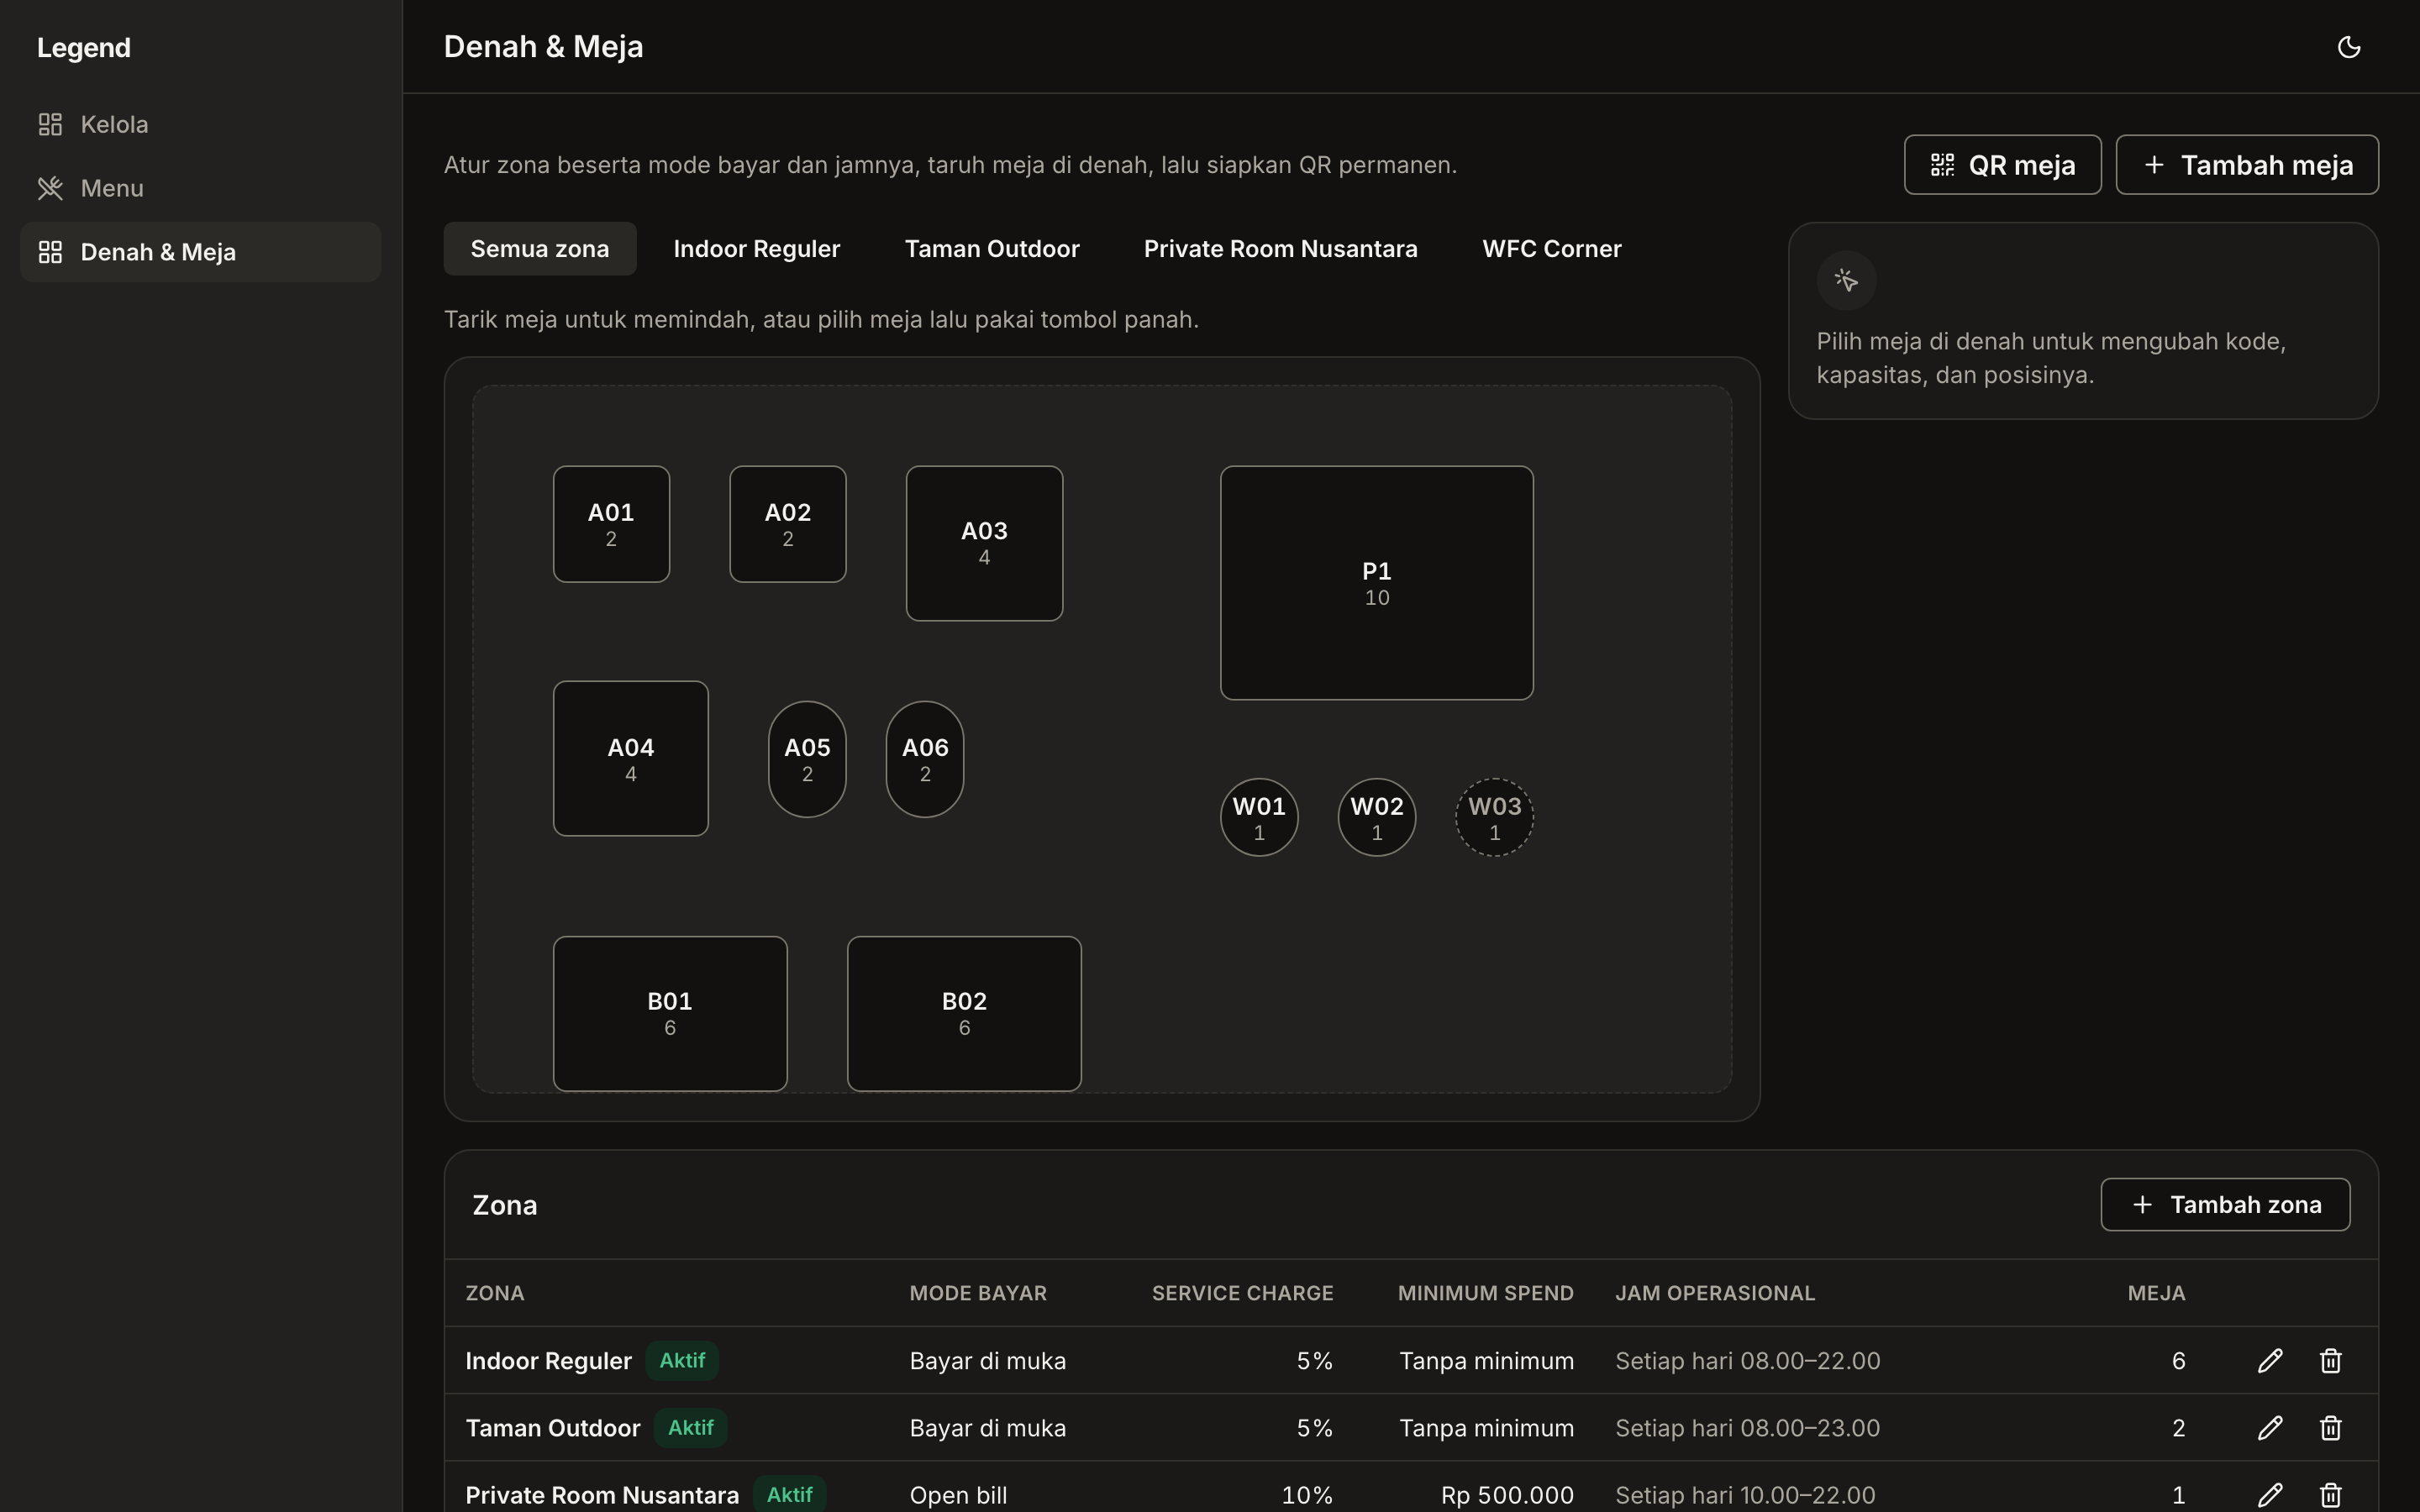 Legend
Kelola
Menu
Denah & Meja
Denah & Meja
Atur zona beserta mode bayar dan jamnya, taruh meja di denah, lalu siapkan QR permanen.
QR meja
Tambah meja
Semua zona
Indoor Reguler
Taman Outdoor
Private Room Nusantara
WFC Corner
Tarik meja untuk memindah, atau pilih meja lalu pakai tombol panah.
Pilih meja di denah untuk mengubah kode,
kapasitas, dan posisinya.
A01
2
A02
2
A03
4
P1
10
A04
4
A05
2
A06
2
W01
1
W02
1
W03
1
B01
6
B02
6
Zona
Tambah zona
ZONA MODE BAYAR SERVICE CHARGE MINIMUM SPEND JAM OPERASIONAL MEJA
Indoor Reguler Aktif Bayar di muka 5% Tanpa minimum Setiap hari 08.00–22.00 6
Taman Outdoor Aktif Bayar di muka 5% Tanpa minimum Setiap hari 08.00–23.00 2
Private Room Nusantara Aktif Open bill 10% Rp 500.000 Setiap hari 10.00–22.00 1